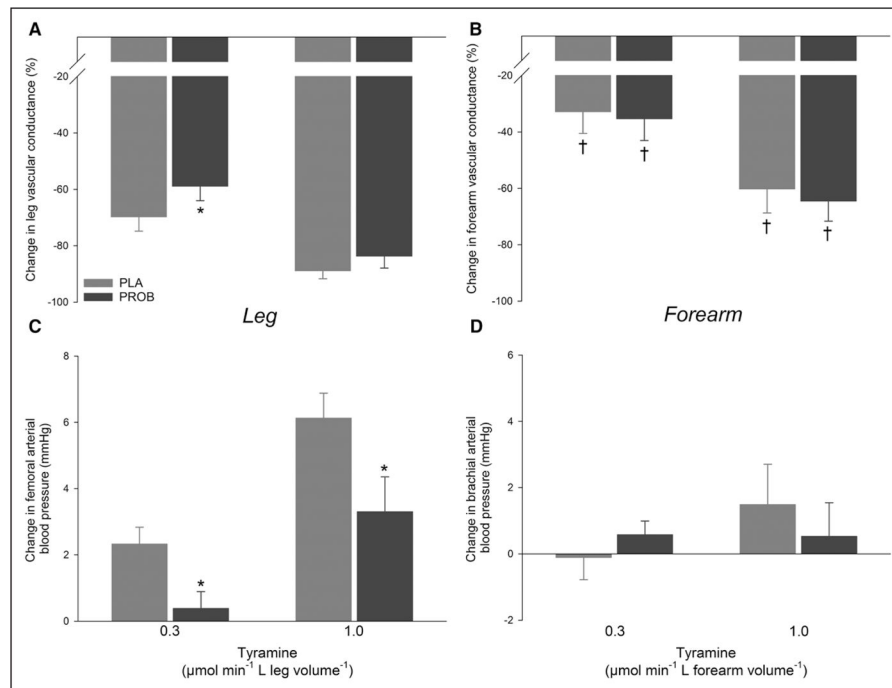 A
Change in leg vascular conductance (%)
-20
-40
-60
-80
-100
*
PLA
PROB
B
Change in forearm vascular conductance (%)
-20
-40
-60
-80
-100
†
†
†
†
Leg
Forearm
C
Change in femoral arterial
blood pressure (mmHg)
8
6
4
2
0
*
*
0.3
1.0
Tyramine
(µmol min⁻¹ L leg volume⁻¹)
D
Change in brachial arterial
blood pressure (mmHg)
6
4
2
0
-2
0.3
1.0
Tyramine
(µmol min⁻¹ L forearm volume⁻¹)